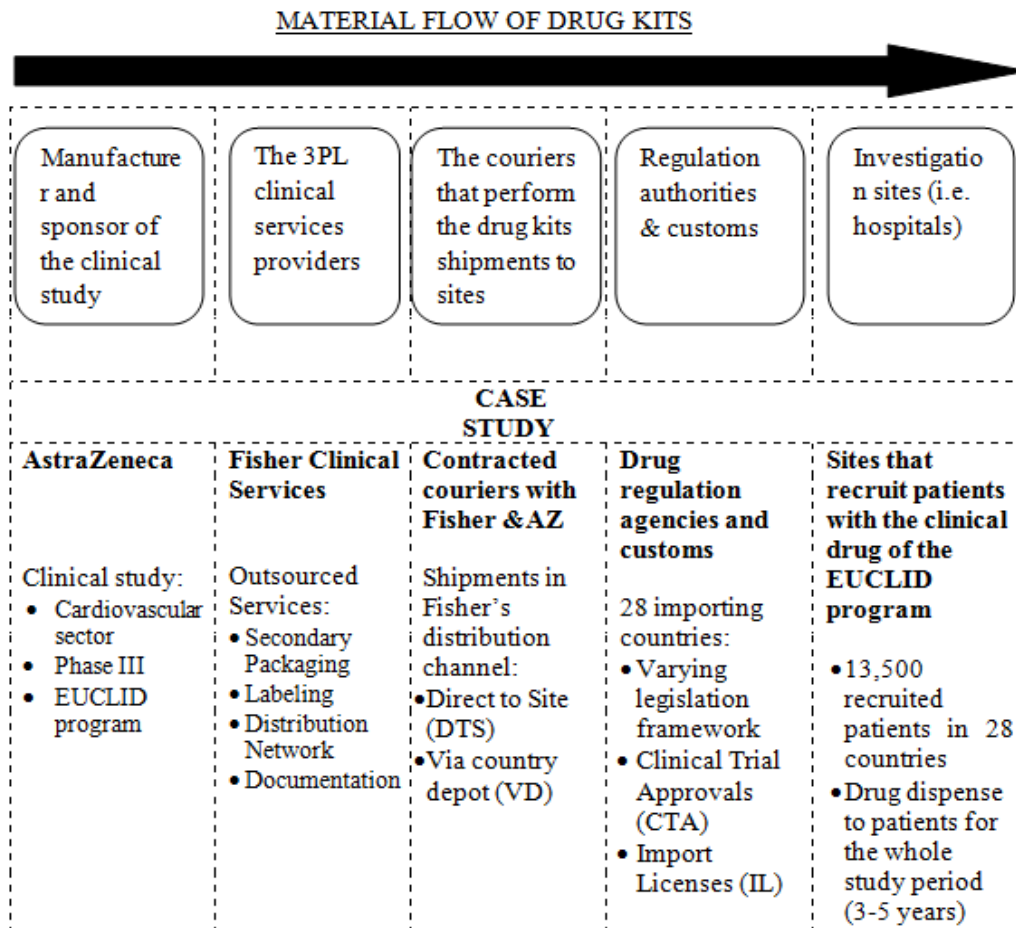 MATERIAL FLOW OF DRUG KITS
Manufacture
r and
sponsor of
the clinical
study
The 3PL
clinical
services
providers
The couriers
that perform
the drug kits
shipments to
sites
Regulation
authorities
& customs
Investigatio
n sites (i.e.
hospitals)
CASE
STUDY
AstraZeneca
Clinical study:
• Cardiovascular
sector
• Phase III
• EUCLID
program
Fisher Clinical
Services
Outsourced
Services:
• Secondary
Packaging
• Labeling
• Distribution
Network
• Documentation
Contracted
couriers with
Fisher & AZ
Shipments in
Fisher's
distribution
channel:
• Direct to Site
(DTS)
• Via country
depot (VD)
Drug
regulation
agencies and
customs
28 importing
countries:
• Varying
legislation
framework
• Clinical Trial
Approvals
(CTA)
• Import
Licenses (IL)
Sites that
recruit patients
with the clinical
drug of the
EUCLID
program
• 13,500
recruited
patients in 28
countries
• Drug dispense
to patients for
the whole
study period
(3-5 years)